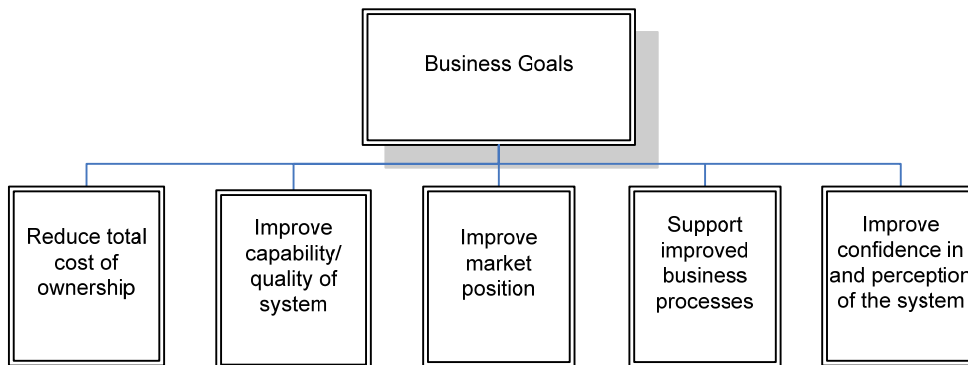 Business Goals
Reduce total
cost of
ownership
Improve
capability/
quality of
system
Improve
market
position
Support
improved
business
processes
Improve
confidence in
and perception
of the system